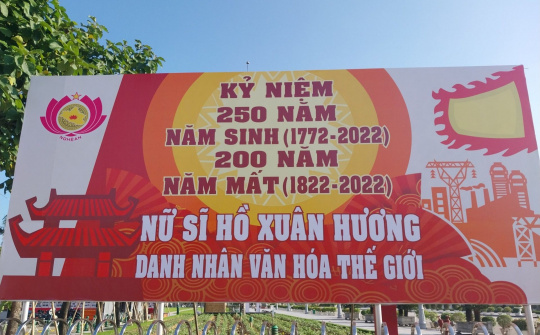 KỶ NIỆM
250 NĂM
NĂM SINH (1772-2022)
200 NĂM
NĂM MẤT (1822-2022)
NỮ SĨ HỒ XUÂN HƯƠNG
DANH NHÂN VĂN HÓA THẾ GIỚI
NGHEAN